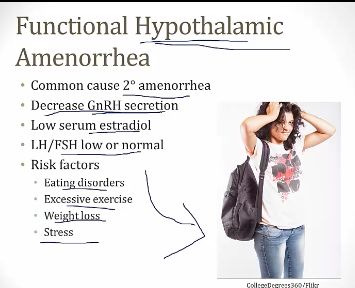 Functional Hypothalamic
Amenorrhea
• Common cause 2° amenorrhea
• Decrease GnRH secretion
• Low serum estradiol
• LH/FSH low or normal
• Risk factors
• Eating disorders
• Excessive exercise
• Weight loss
• Stress
CollegeDegrees360/Flikr